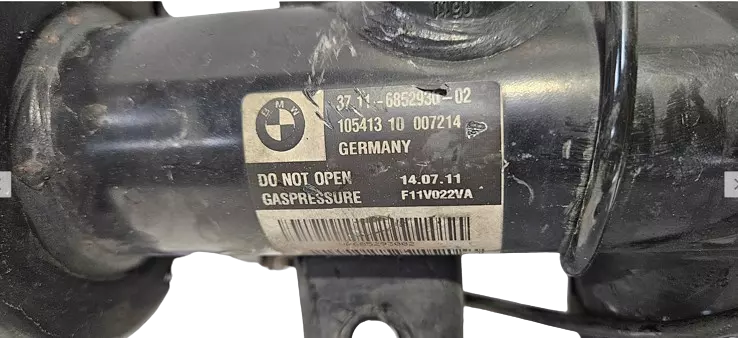 BMW
37.11-6852930-02
105413 10 007214
GERMANY
DO NOT OPEN 14.07.11
GASPRESSURE F11V022VA